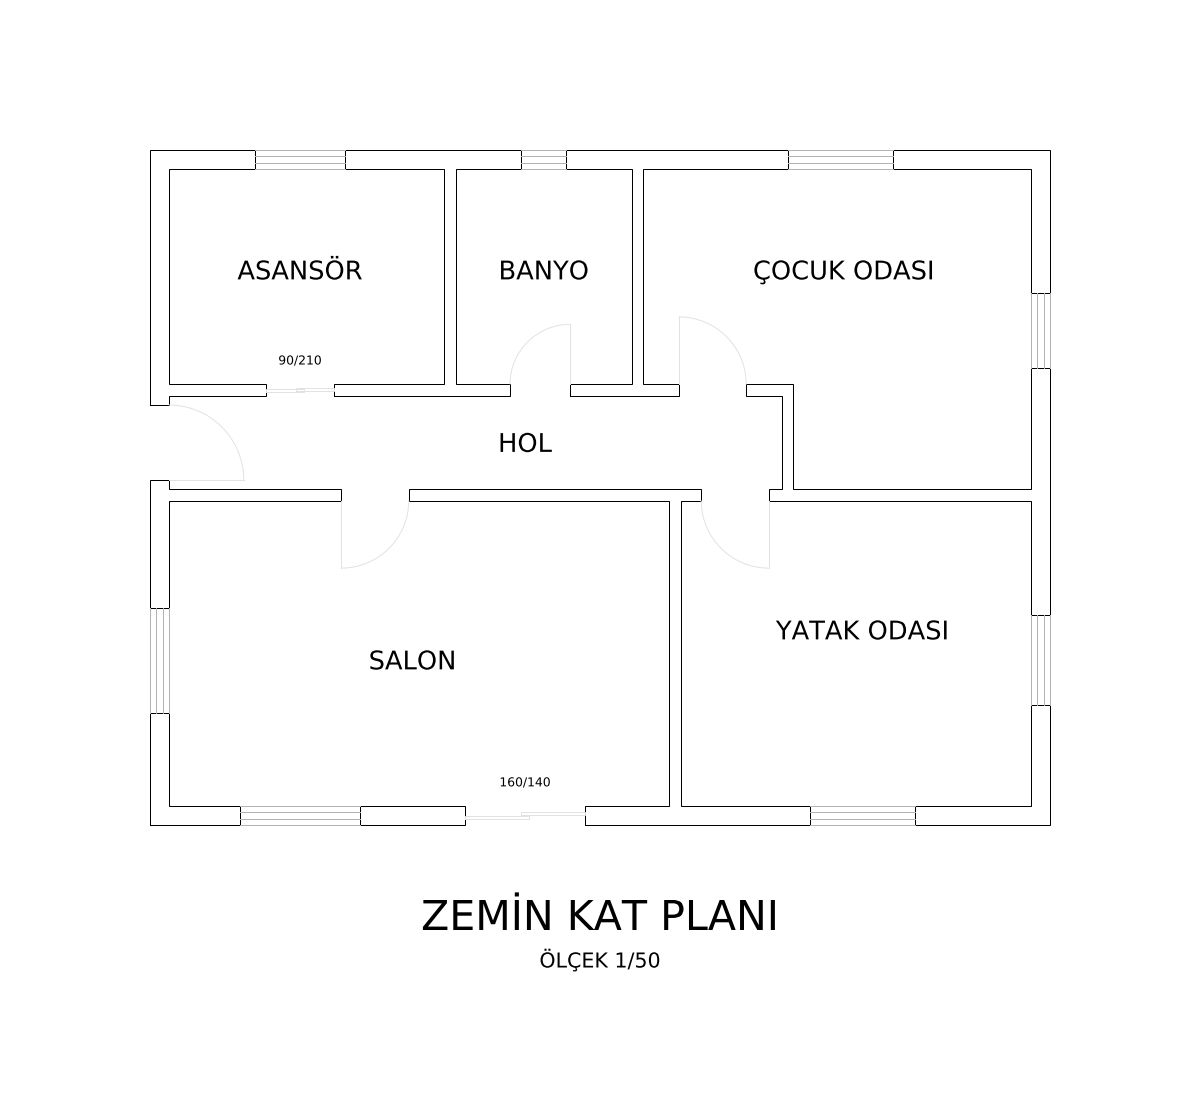 ASANSÖR
BANYO
ÇOCUK ODASI
90/210
HOL
YATAK ODASI
SALON
160/140
ZEMİN KAT PLANI
ÖLÇEK 1/50